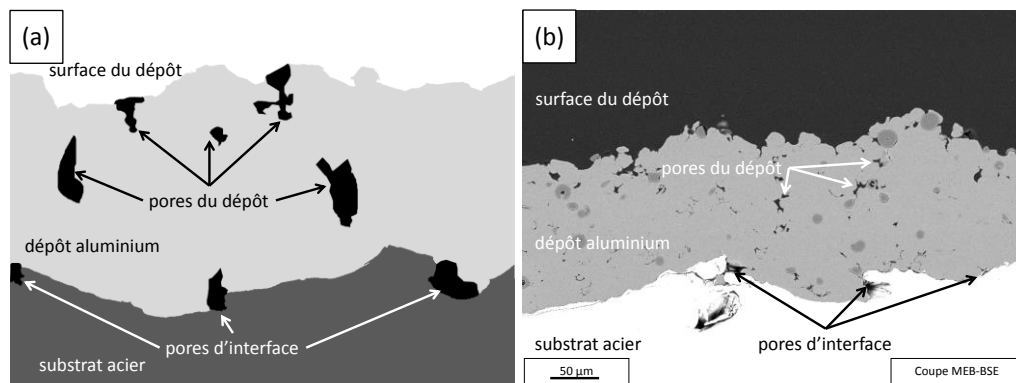 (a)
surface du dépôt
pores du dépôt
dépôt aluminium
pores d’interface
substrat acier
(b)
surface du dépôt
pores du dépôt
dépôt aluminium
pores d’interface
substrat acier
50 µm
Coupe MEB-BSE